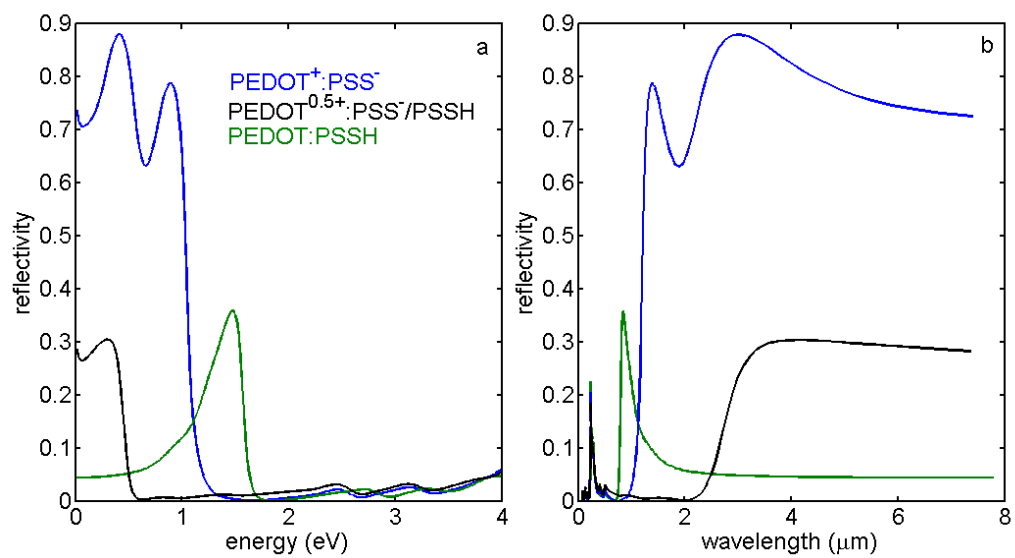 a
PEDOT+:PSS-
PEDOT0.5+:PSS-/PSSH
PEDOT:PSSH
reflectivity
0.9
0.8
0.7
0.6
0.5
0.4
0.3
0.2
0.1
0
0 1 2 3 4
energy (eV)
b
reflectivity
0.9
0.8
0.7
0.6
0.5
0.4
0.3
0.2
0.1
0
0 2 4 6 8
wavelength (μm)